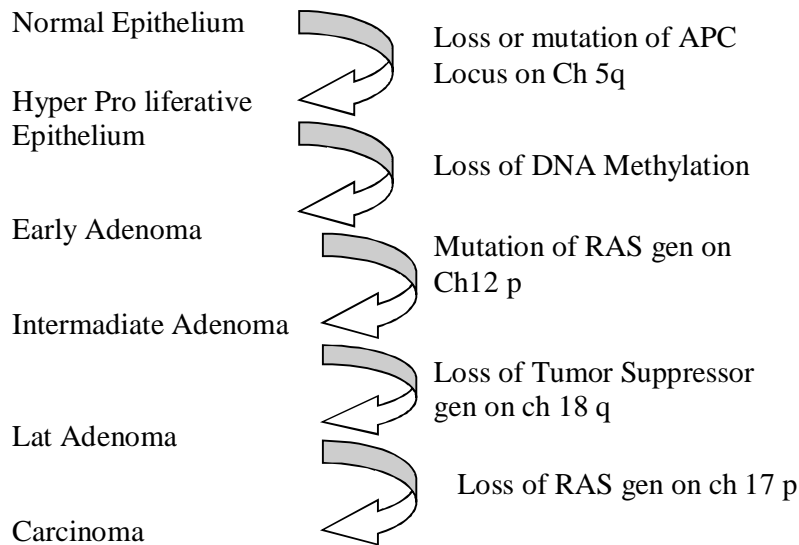 Normal Epithelium
Loss or mutation of APC
Locus on Ch 5q
Hyper Pro liferative
Epithelium
Loss of DNA Methylation
Early Adenoma
Mutation of RAS gen on
Ch12 p
Intermadiate Adenoma
Loss of Tumor Suppressor
gen on ch 18 q
Lat Adenoma
Loss of RAS gen on ch 17 p
Carcinoma